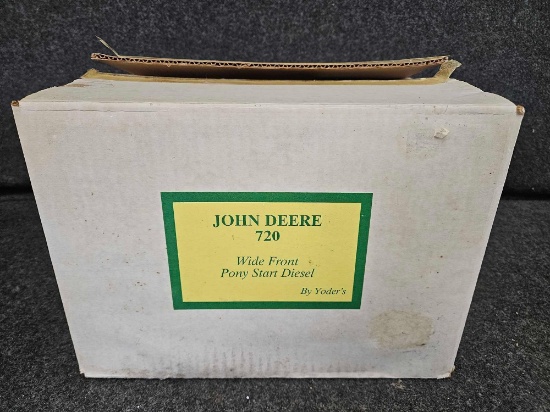 JOHN DEERE
720
Wide Front
Pony Start Diesel
By Yoder's